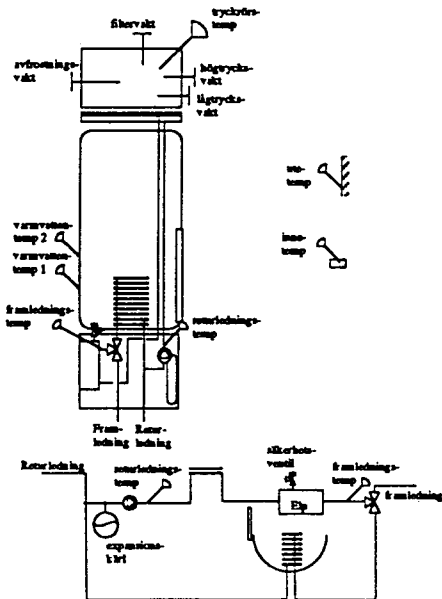 filtervakt
tryckrörs-
temp
avfrostnings-
vakt
högtrycks-
vakt
lågtrycks-
vakt
ute-
temp
inne-
temp
varmvatten-
temp 2
varmvatten-
temp 1
framlednings-
temp
returlednings-
temp
Fram-
ledning
Retur-
ledning
Returledning
returlednings-
temp
säkerhets-
ventil
framlednings-
temp
framledning
Elp
expansions-
kärl